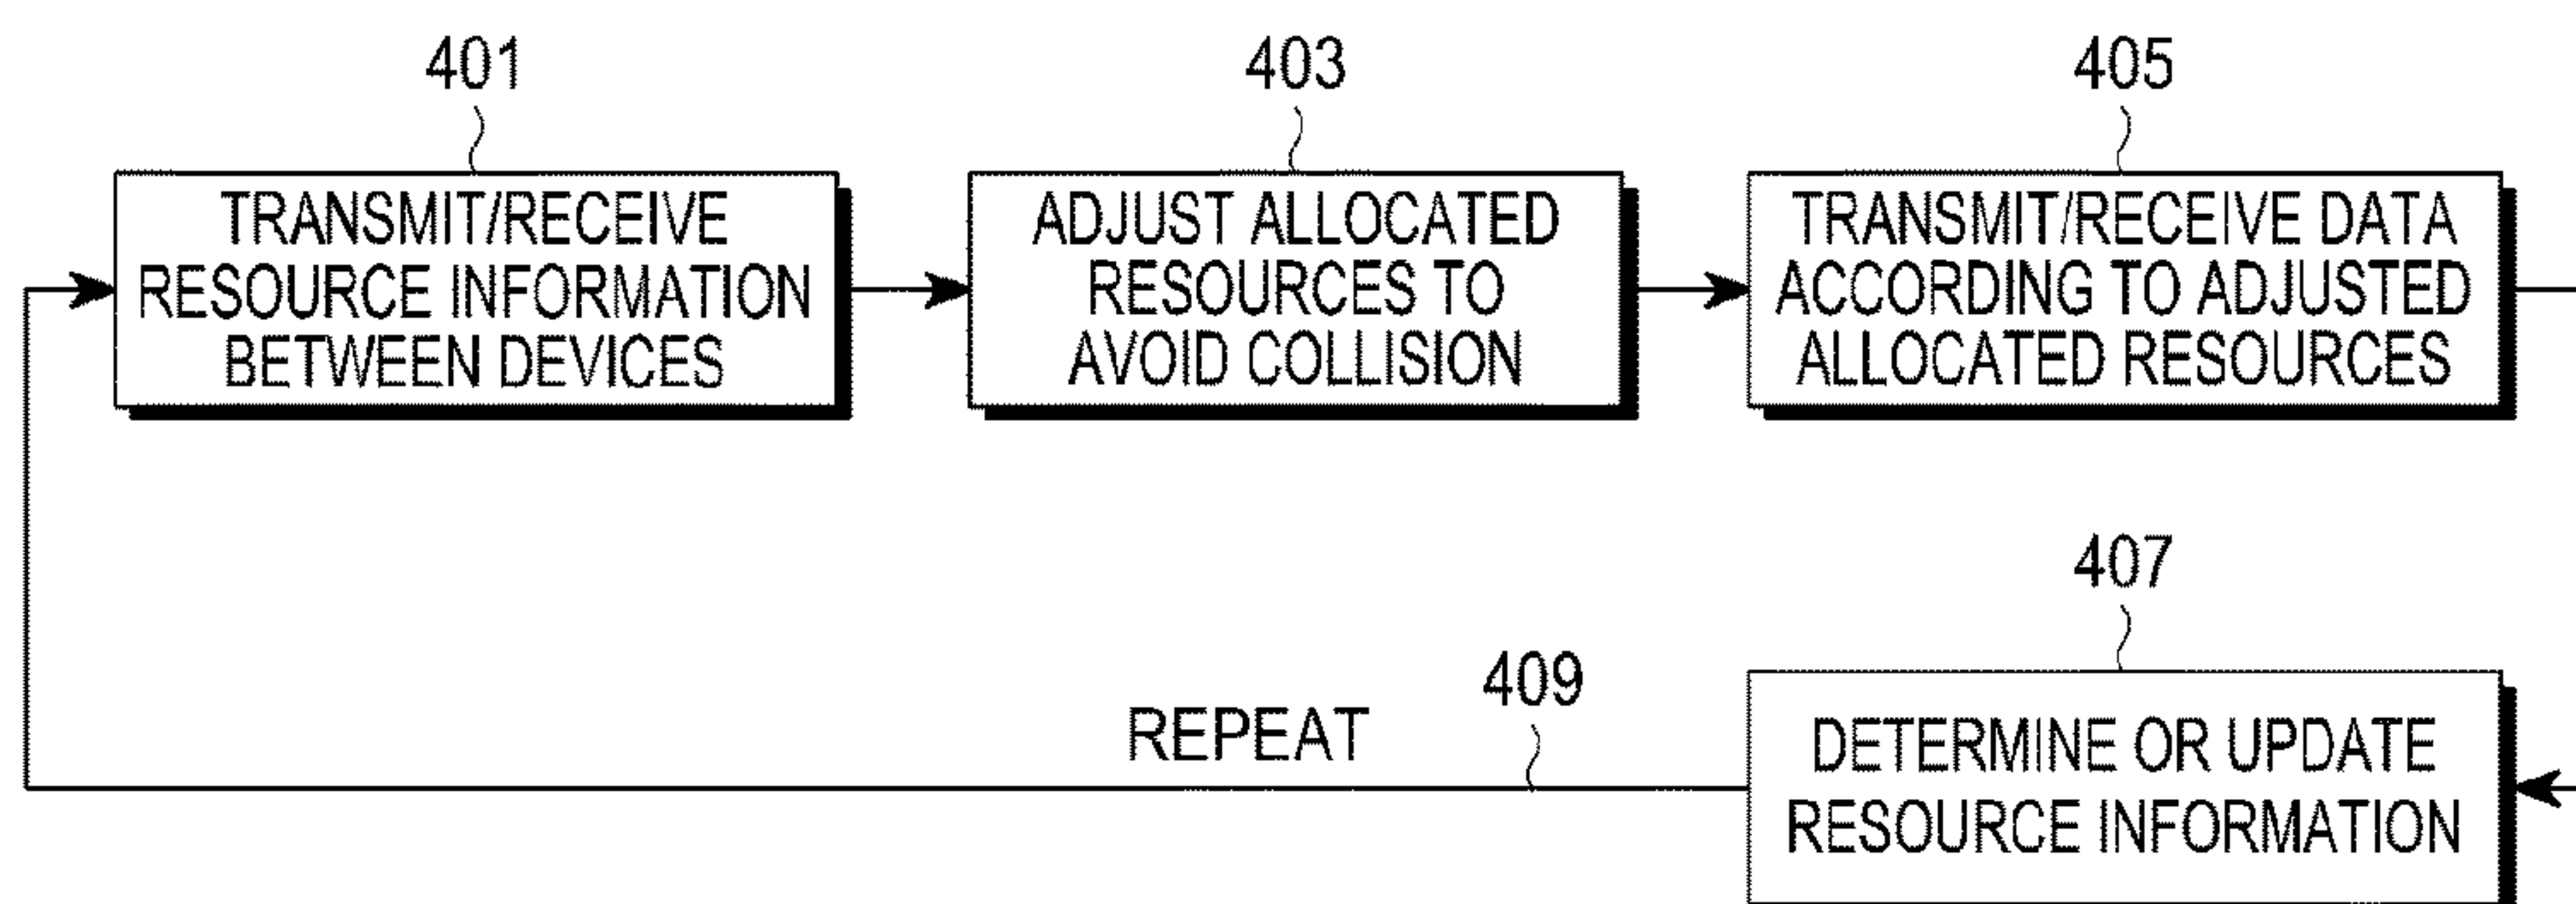 401
TRANSMIT/RECEIVE
RESOURCE INFORMATION
BETWEEN DEVICES
403
ADJUST ALLOCATED
RESOURCES TO
AVOID COLLISION
405
TRANSMIT/RECEIVE DATA
ACCORDING TO ADJUSTED
ALLOCATED RESOURCES
407
DETERMINE OR UPDATE
RESOURCE INFORMATION
409
REPEAT